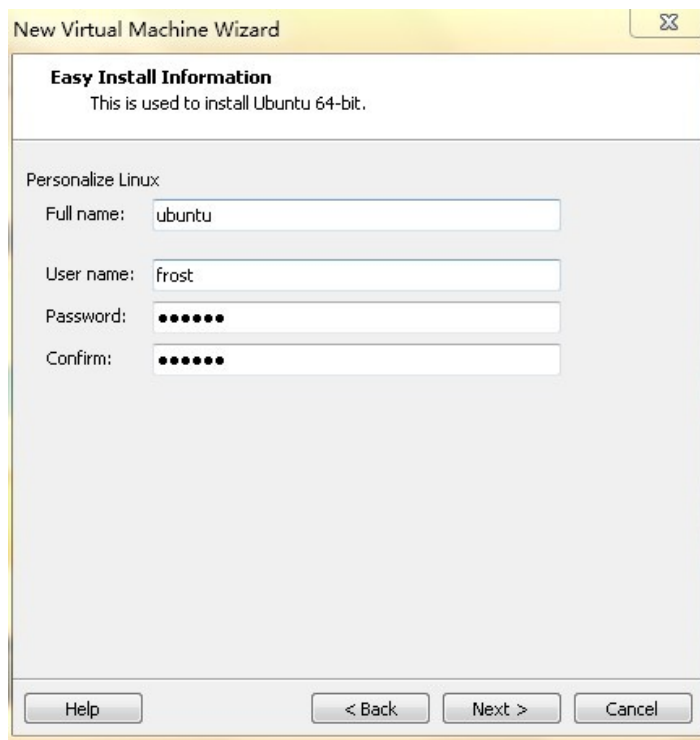 New Virtual Machine Wizard
Easy Install Information
This is used to install Ubuntu 64-bit.
Personalize Linux
Full name: ubuntu
User name: frost
Password: ●●●●●●
Confirm: ●●●●●●
Help < Back Next > Cancel